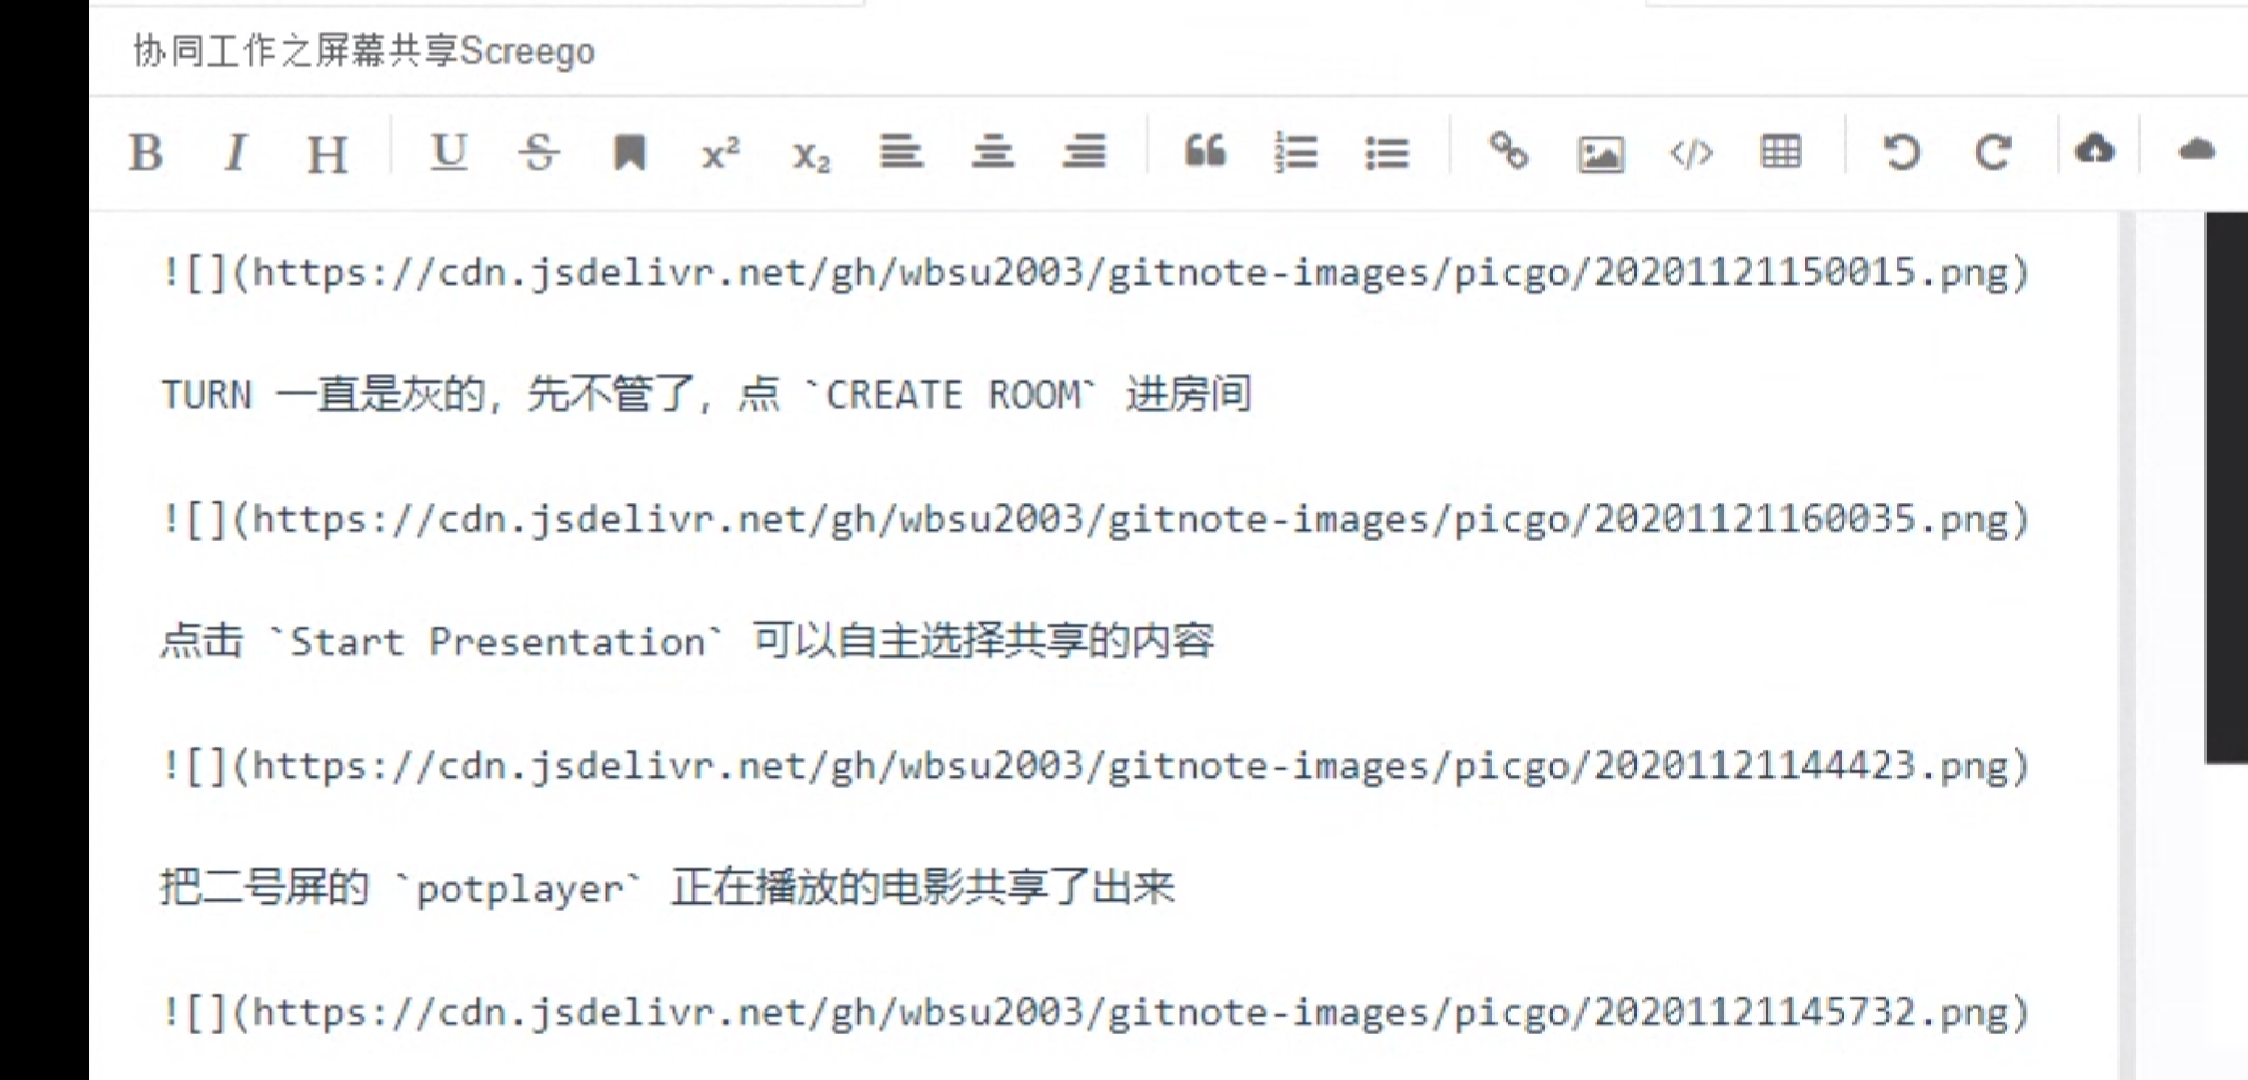 协同工作之屏幕共享Screego
B I H U S x² x₂
![](https://cdn.jsdelivr.net/gh/wbsu2003/gitnote-images/picgo/20201121150015.png)
TURN 一直是灰的，先不管了，点 `CREATE ROOM` 进房间
![](https://cdn.jsdelivr.net/gh/wbsu2003/gitnote-images/picgo/20201121160035.png)
点击 `Start Presentation` 可以自主选择共享的内容
![](https://cdn.jsdelivr.net/gh/wbsu2003/gitnote-images/picgo/20201121144423.png)
把二号屏的 `potplayer` 正在播放的电影共享了出来
![](https://cdn.jsdelivr.net/gh/wbsu2003/gitnote-images/picgo/20201121145732.png)